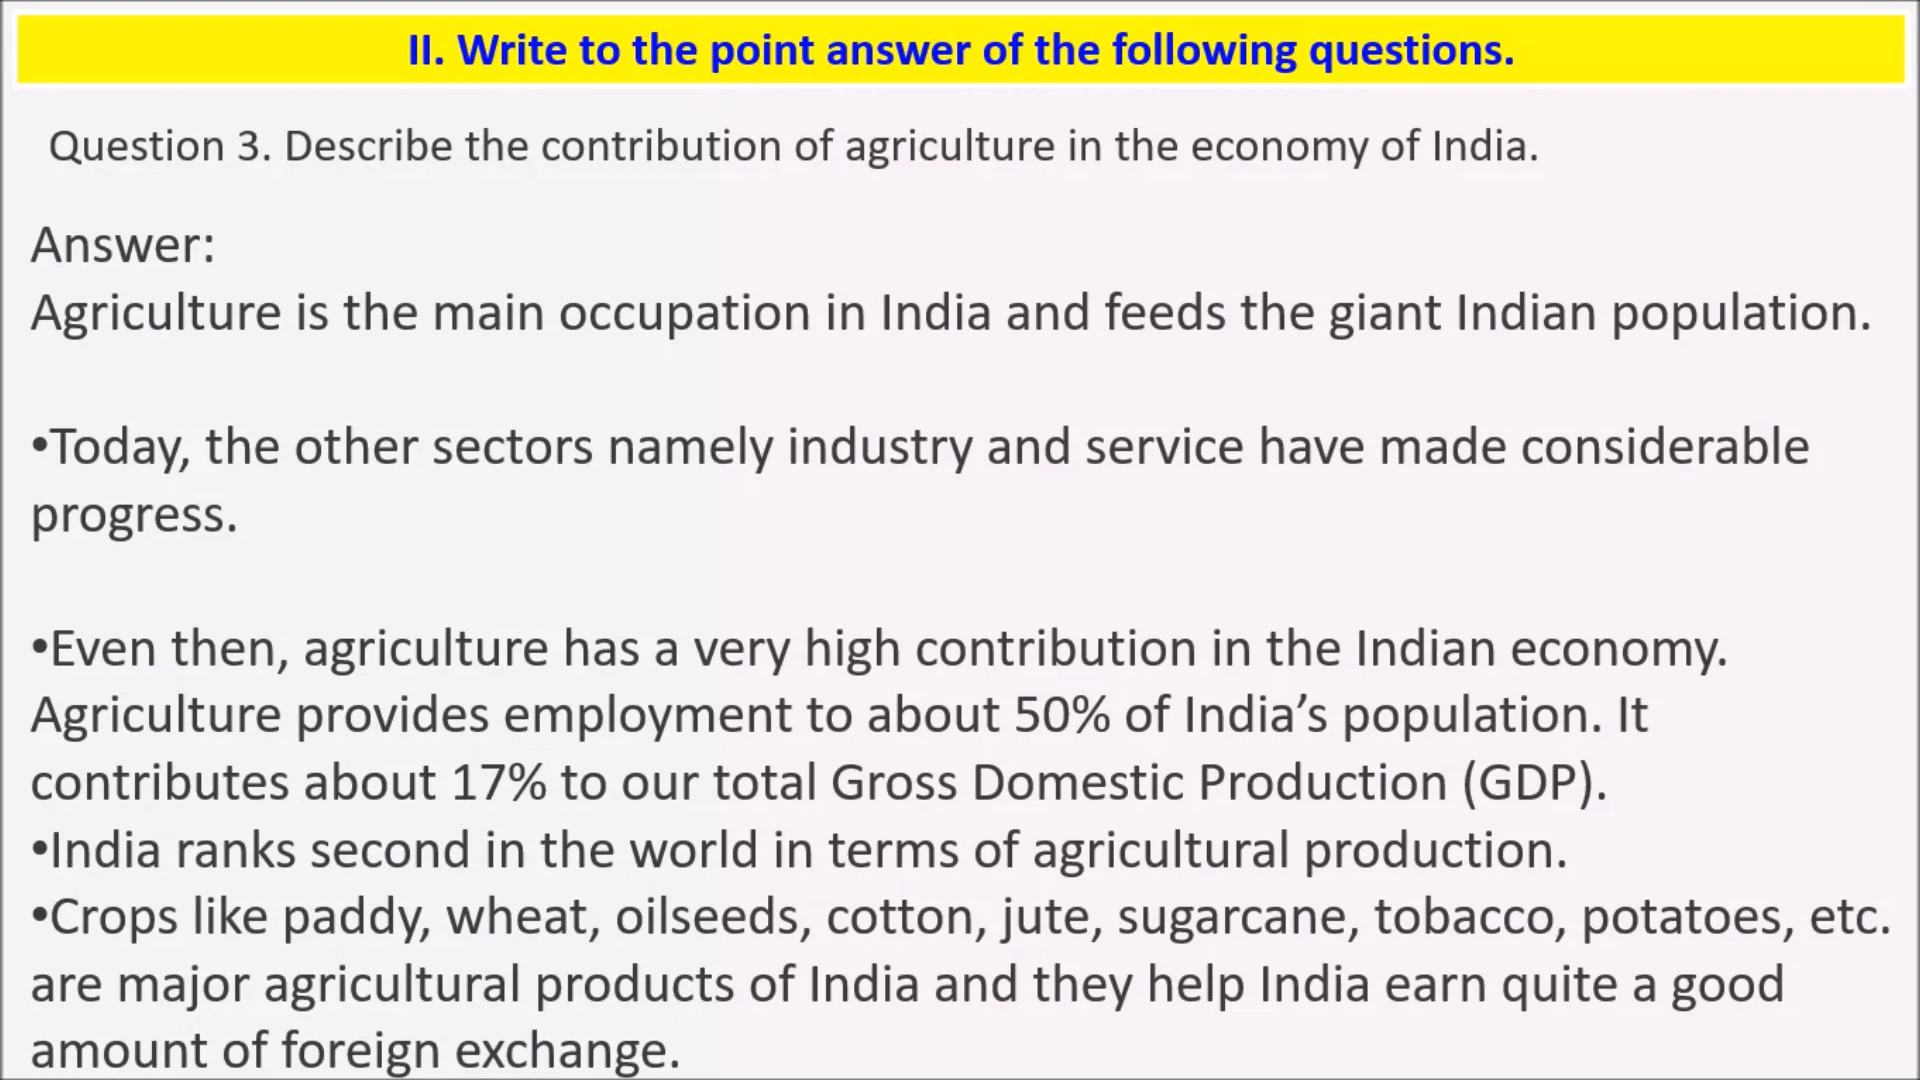 II. Write to the point answer of the following questions.
Question 3. Describe the contribution of agriculture in the economy of India.
Answer:
Agriculture is the main occupation in India and feeds the giant Indian population.
•Today, the other sectors namely industry and service have made considerable
progress.
•Even then, agriculture has a very high contribution in the Indian economy.
Agriculture provides employment to about 50% of India’s population. It
contributes about 17% to our total Gross Domestic Production (GDP).
•India ranks second in the world in terms of agricultural production.
•Crops like paddy, wheat, oilseeds, cotton, jute, sugarcane, tobacco, potatoes, etc.
are major agricultural products of India and they help India earn quite a good
amount of foreign exchange.